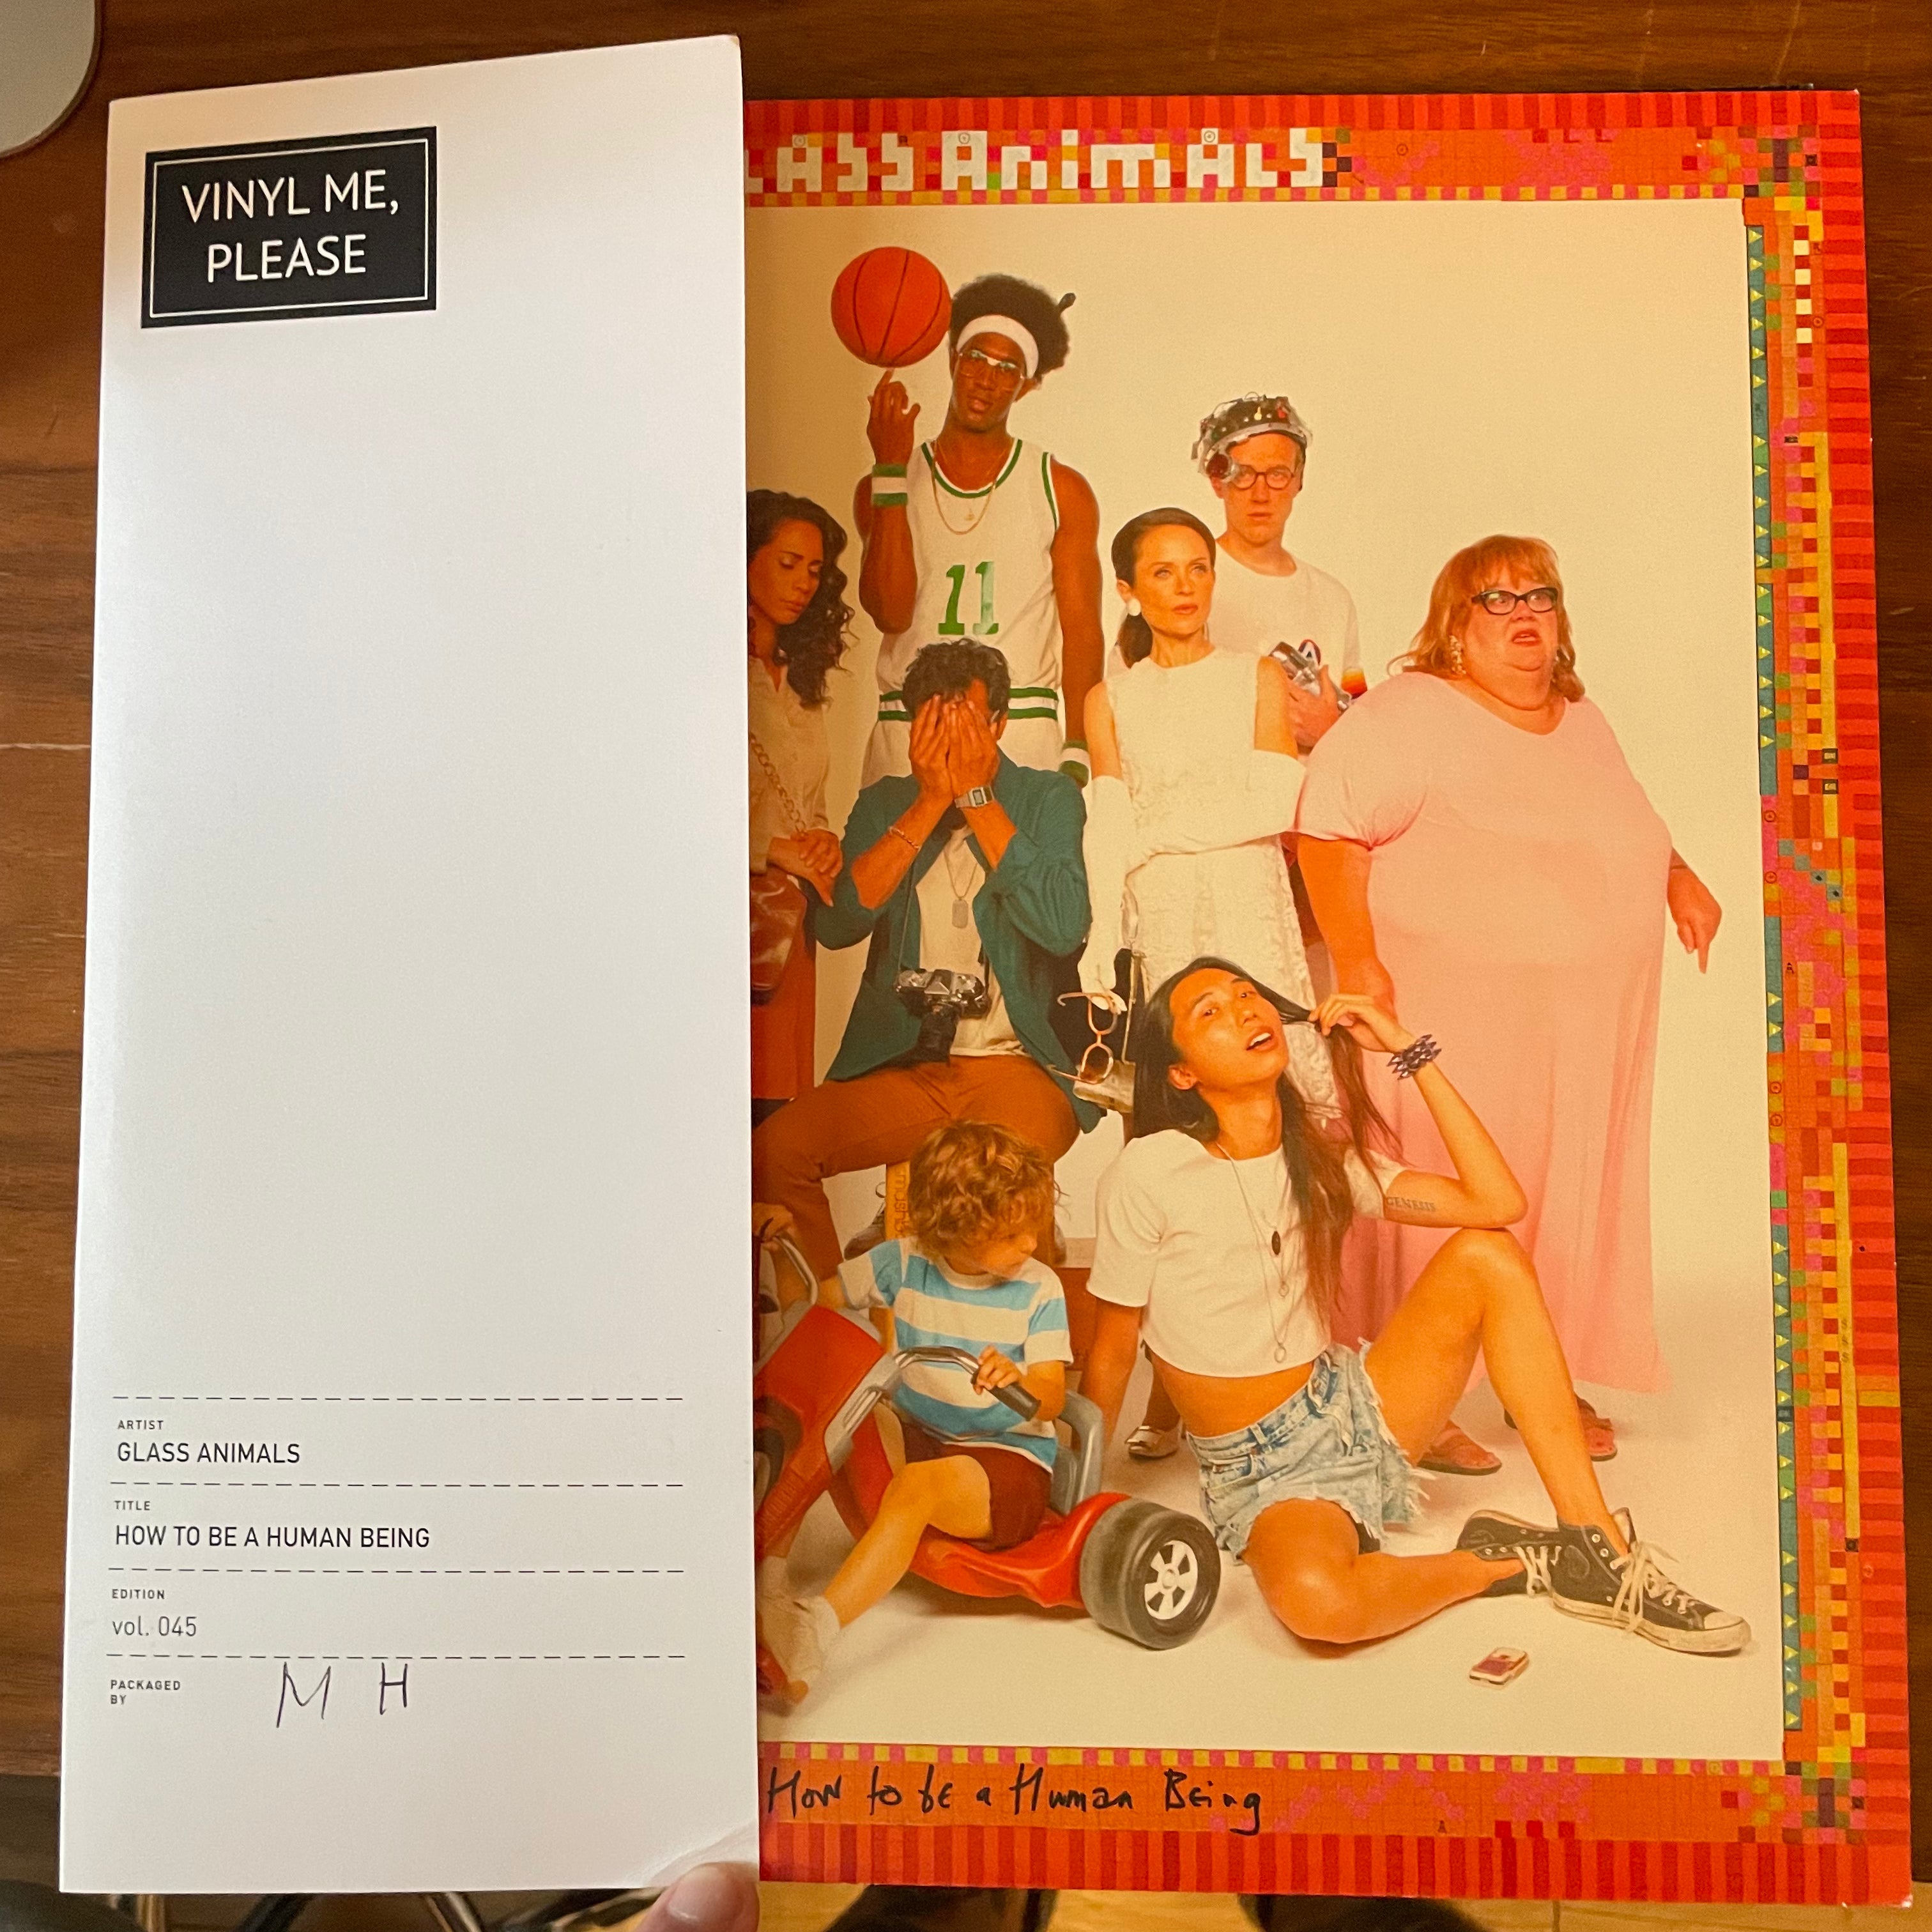 VINYL ME,
PLEASE
ARTIST
GLASS ANIMALS
TITLE
HOW TO BE A HUMAN BEING
EDITION
vol. 045
PACKAGED
BY
M H
LASS AnimALS
11
GENESIS
How to be a Human Being